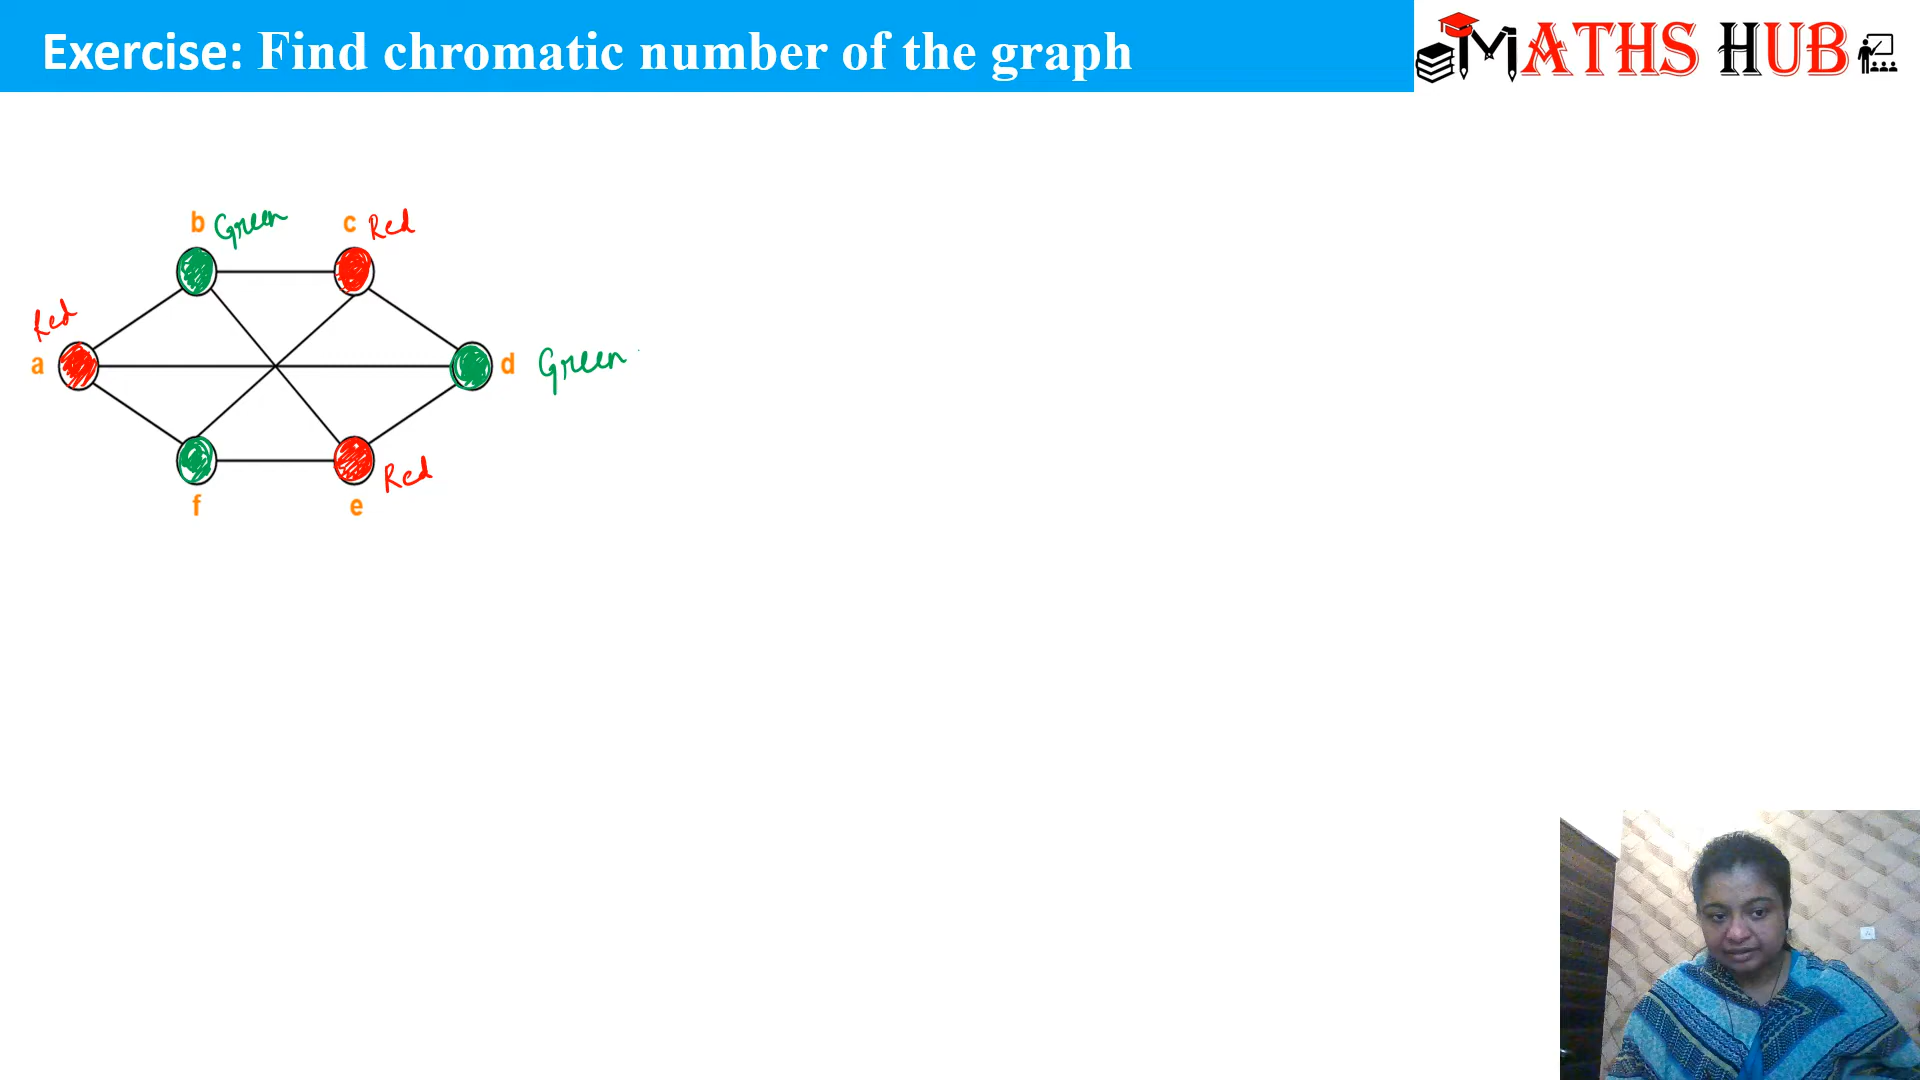 Exercise: Find chromatic number of the graph
MATHS HUB
b Green c Red
Red
a d Green
Red
f e